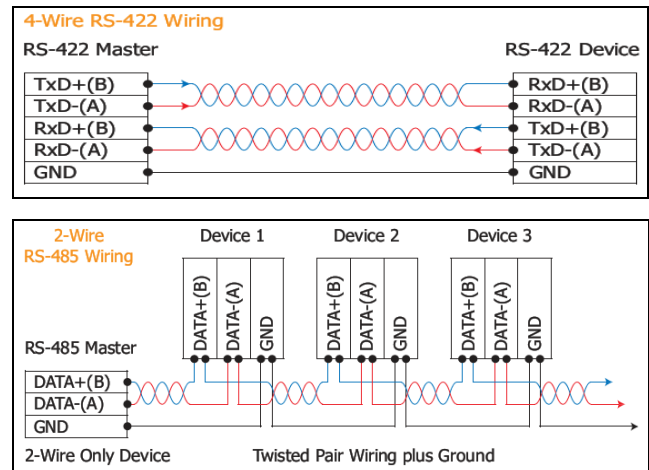 4-Wire RS-422 Wiring
RS-422 Master
RS-422 Device
TxD+(B)
TxD-(A)
RxD+(B)
RxD-(A)
GND
RxD+(B)
RxD-(A)
TxD+(B)
TxD-(A)
GND
2-Wire
RS-485 Wiring
Device 1
Device 2
Device 3
DATA+(B)
DATA-(A)
GND
DATA+(B)
DATA-(A)
GND
DATA+(B)
DATA-(A)
GND
RS-485 Master
DATA+(B)
DATA-(A)
GND
2-Wire Only Device
Twisted Pair Wiring plus Ground